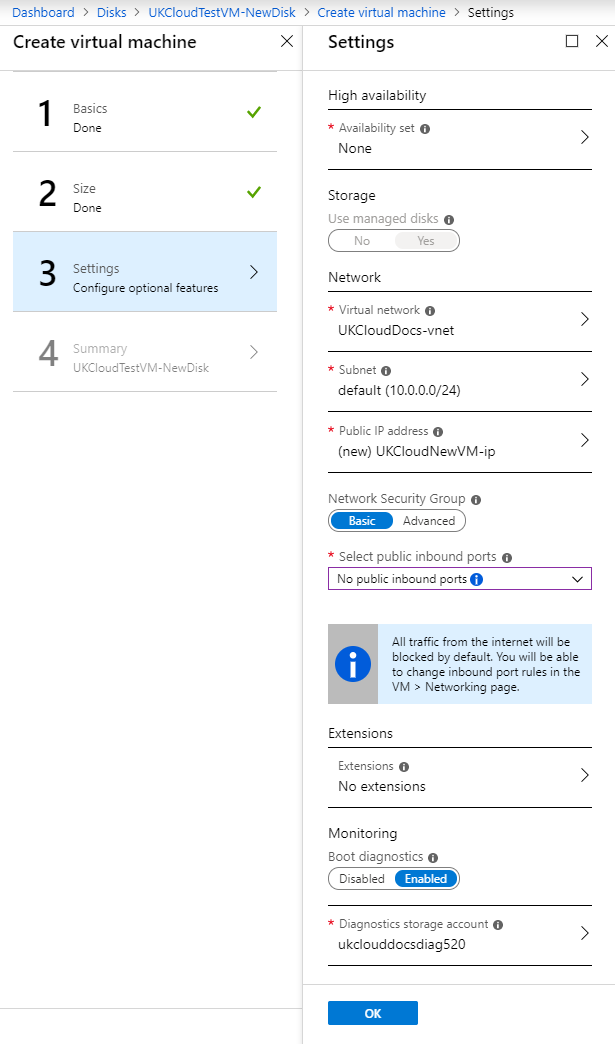 Dashboard > Disks > UKCloudTestVM-NewDisk > Create virtual machine > Settings
Create virtual machine
1
Basics
Done
2
Size
Done
3
Settings
Configure optional features
4
Summary
UKCloudTestVM-NewDisk
Settings
High availability
* Availability set
None
Storage
Use managed disks
No Yes
Network
* Virtual network
UKCloudDocs-vnet
* Subnet
default (10.0.0.0/24)
* Public IP address
(new) UKCloudNewVM-ip
Network Security Group
Basic Advanced
* Select public inbound ports
No public inbound ports
All traffic from the internet will be
blocked by default. You will be able
to change inbound port rules in the
VM > Networking page.
Extensions
Extensions
No extensions
Monitoring
Boot diagnostics
Disabled Enabled
* Diagnostics storage account
ukclouddocsdiag520
OK